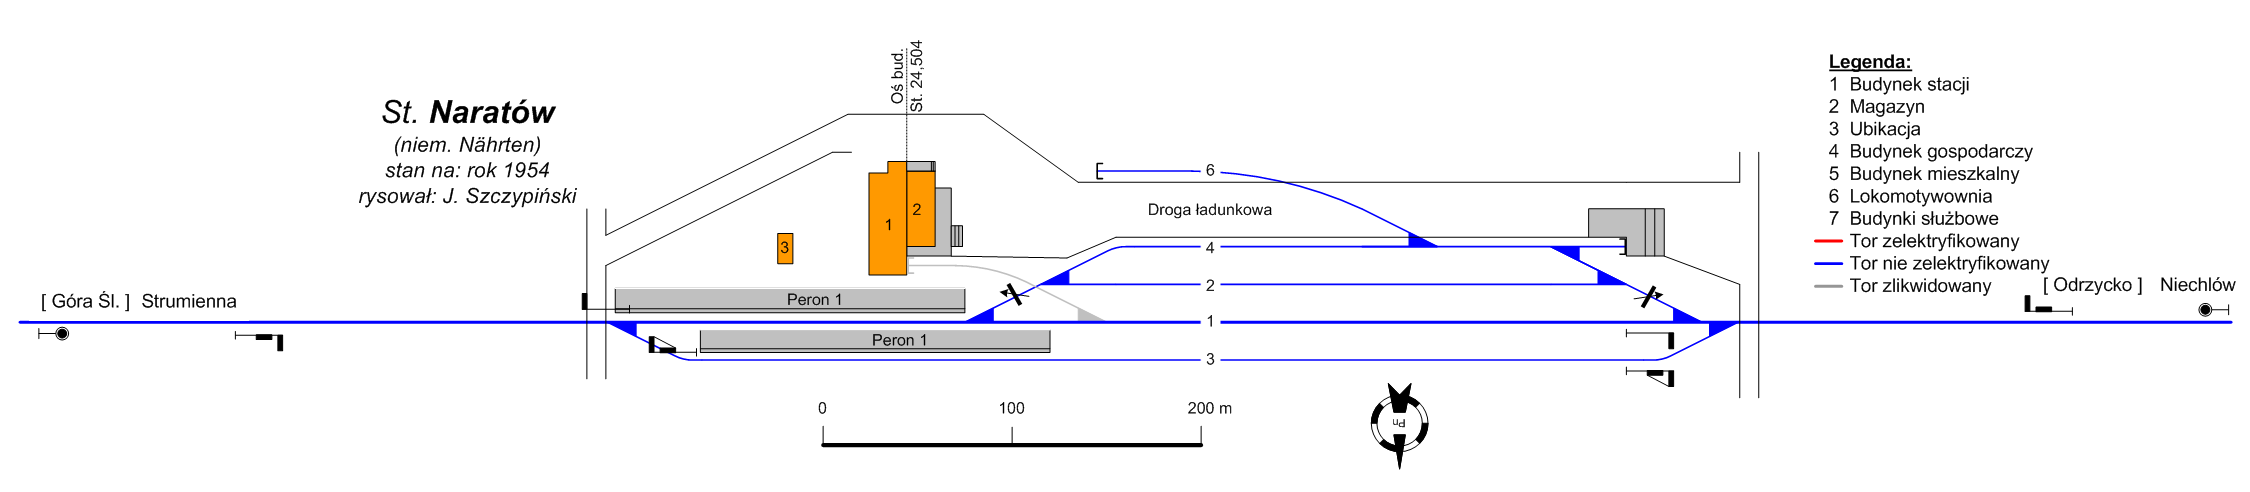 St. Naratów
(niem. Nährten)
stan na: rok 1954
rysował: J. Szczypiński
Oś bud.
St. 24,504
Legenda:
1 Budynek stacji
2 Magazyn
3 Ubikacja
4 Budynek gospodarczy
5 Budynek mieszkalny
6 Lokomotywownia
7 Budynki służbowe
Tor zelektryfikowany
Tor nie zelektryfikowany
Tor zlikwidowany
[ Góra Śl. ] Strumienna
[ Odrzycko ] Niechlów
6
Droga ładunkowa
1
2
3
4
2
Peron 1
1
Peron 1
3
0
100
200 m
Pn